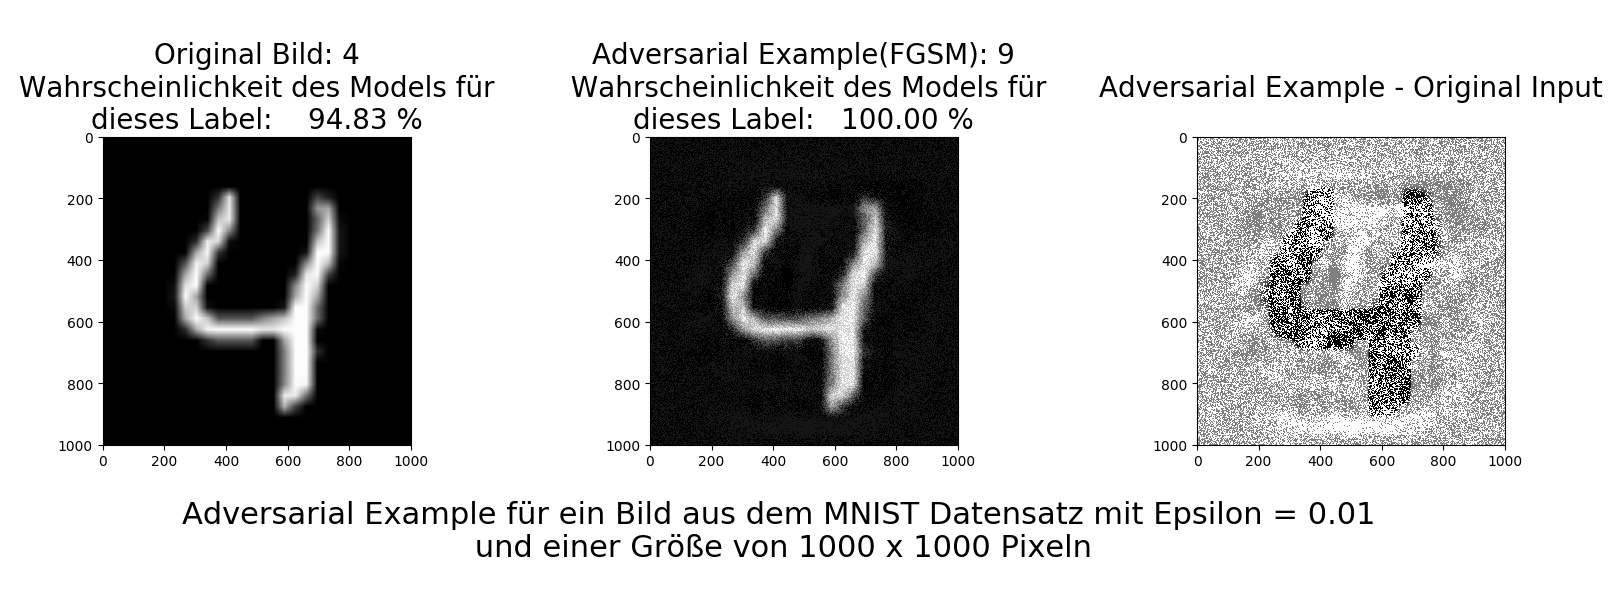 Original Bild: 4
Wahrscheinlichkeit des Models für
dieses Label: 94.83 %
0
200
400
600
800
1000
0 200 400 600 800 1000
Adversarial Example(FGSM): 9
Wahrscheinlichkeit des Models für
dieses Label: 100.00 %
0
200
400
600
800
1000
0 200 400 600 800 1000
Adversarial Example - Original Input
0
200
400
600
800
1000
0 200 400 600 800 1000
4
4
Adversarial Example für ein Bild aus dem MNIST Datensatz mit Epsilon = 0.01
und einer Größe von 1000 x 1000 Pixeln